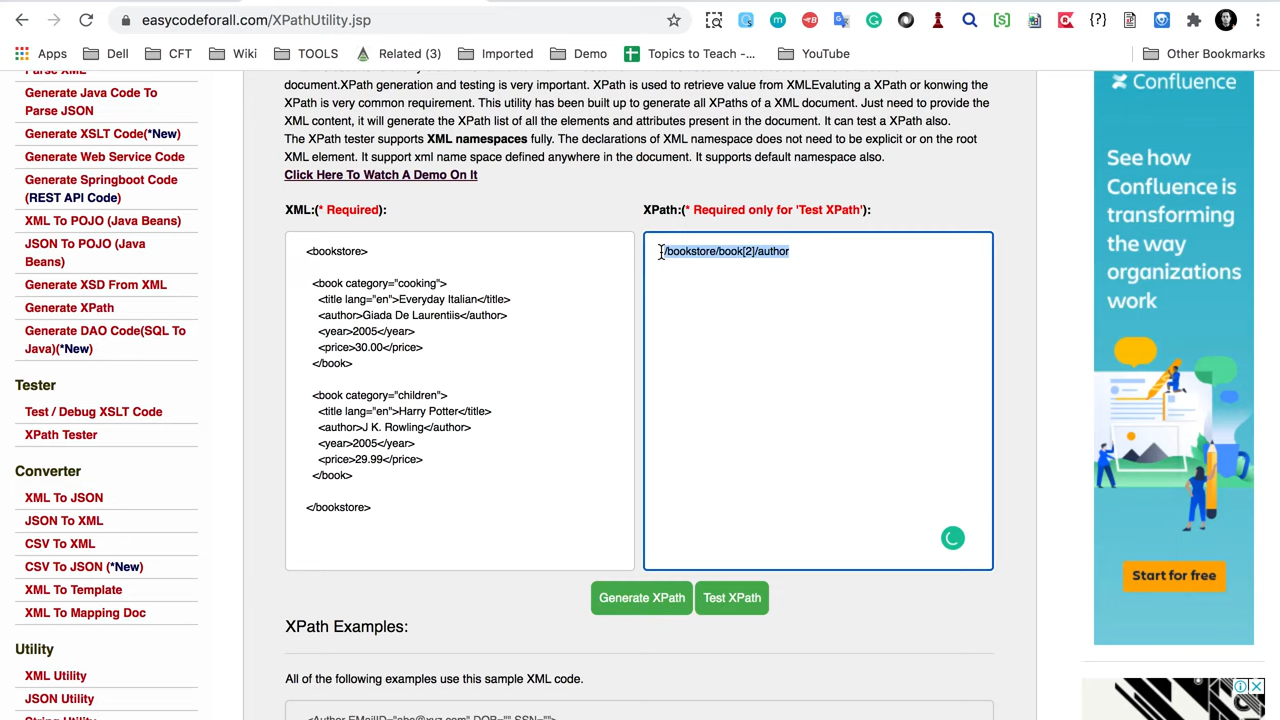 easycodeforall.com/XPathUtility.jsp
Apps Dell CFT Wiki TOOLS Related (3) Imported Demo Topics to Teach -... YouTube Other Bookmarks
Generate Java Code To
Parse JSON
Generate XSLT Code(*New)
Generate Web Service Code
Generate Springboot Code
(REST API Code)
XML To POJO (Java Beans)
JSON To POJO (Java
Beans)
Generate XSD From XML
Generate XPath
Generate DAO Code(SQL To
Java)(*New)
Tester
Test / Debug XSLT Code
XPath Tester
Converter
XML To JSON
JSON To XML
CSV To XML
CSV To JSON (*New)
XML To Template
XML To Mapping Doc
Utility
XML Utility
JSON Utility
document.XPath generation and testing is very important. XPath is used to retrieve value from XMLEvaluting a XPath or konwing the
XPath is very common requirement. This utility has been built up to generate all XPaths of a XML document. Just need to provide the
XML content, it will generate the XPath list of all the elements and attributes present in the document. It can test a XPath also.
The XPath tester supports XML namespaces fully. The declarations of XML namespace does not need to be explicit or on the root
XML element. It support xml name space defined anywhere in the document. It supports default namespace also.
Click Here To Watch A Demo On It
XML:(* Required):
<bookstore>
<book category="cooking">
<title lang="en">Everyday Italian</title>
<author>Giada De Laurentiis</author>
<year>2005</year>
<price>30.00</price>
</book>
<book category="children">
<title lang="en">Harry Potter</title>
<author>J K. Rowling</author>
<year>2005</year>
<price>29.99</price>
</book>
</bookstore>
XPath:(* Required only for 'Test XPath'):
/bookstore/book[2]/author
Generate XPath Test XPath
XPath Examples:
All of the following examples use this sample XML code.
Confluence
See how
Confluence is
transforming
the way
organizations
work
Start for free